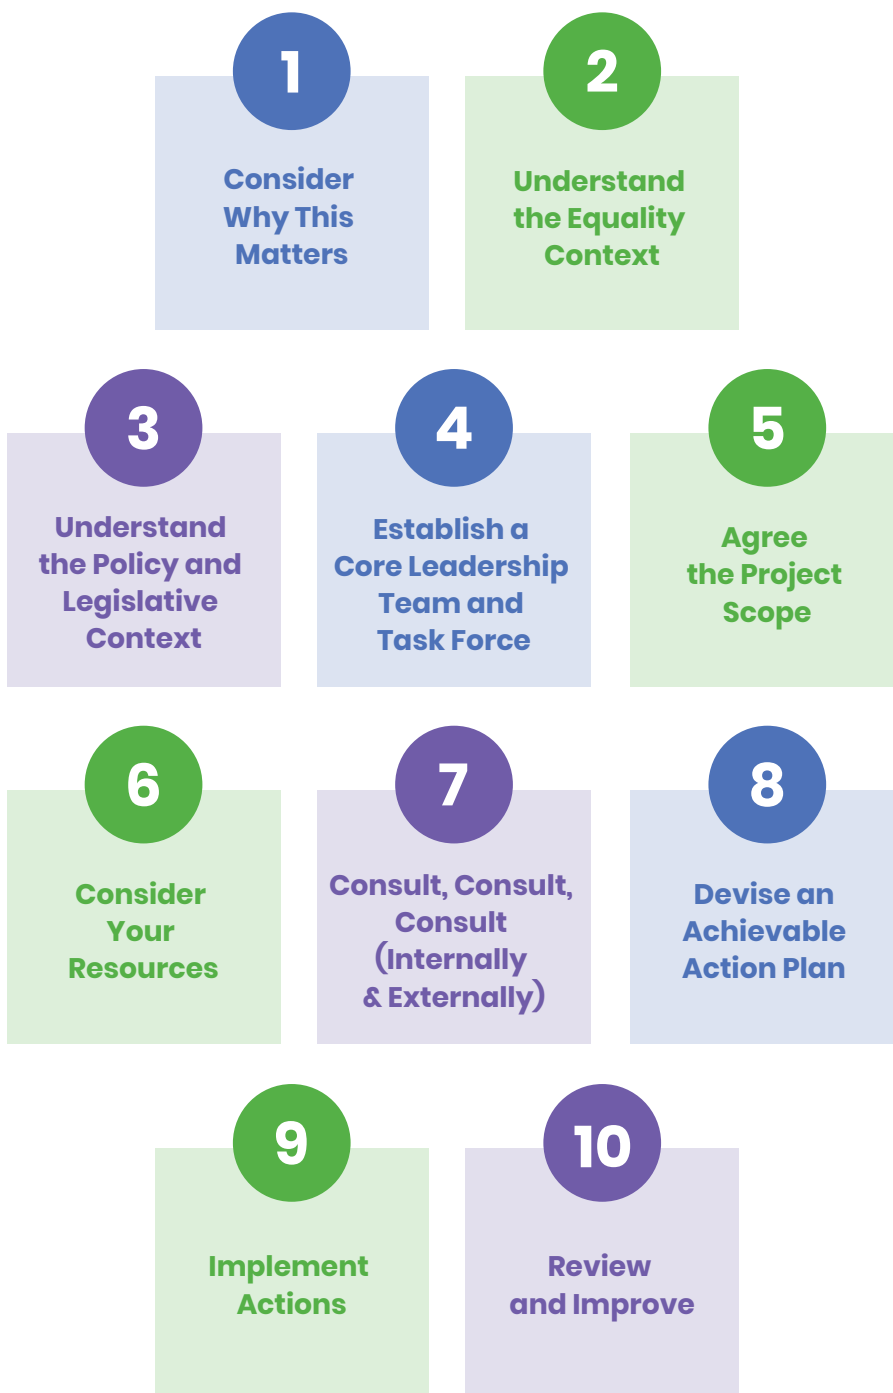 1
Consider
Why This
Matters
2
Understand
the Equality
Context
3
Understand
the Policy and
Legislative
Context
4
Establish a
Core Leadership
Team and
Task Force
5
Agree
the Project
Scope
6
Consider
Your
Resources
7
Consult, Consult,
Consult
(Internally
& Externally)
8
Devise an
Achievable
Action Plan
9
Implement
Actions
10
Review
and Improve